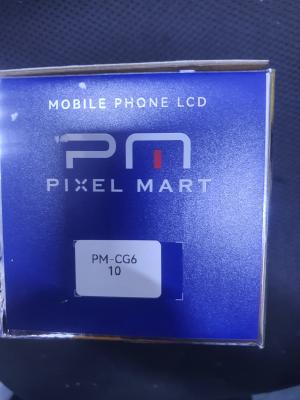 MOBILE PHONE LCD
PM
PIXEL MART
PM-CG6
10